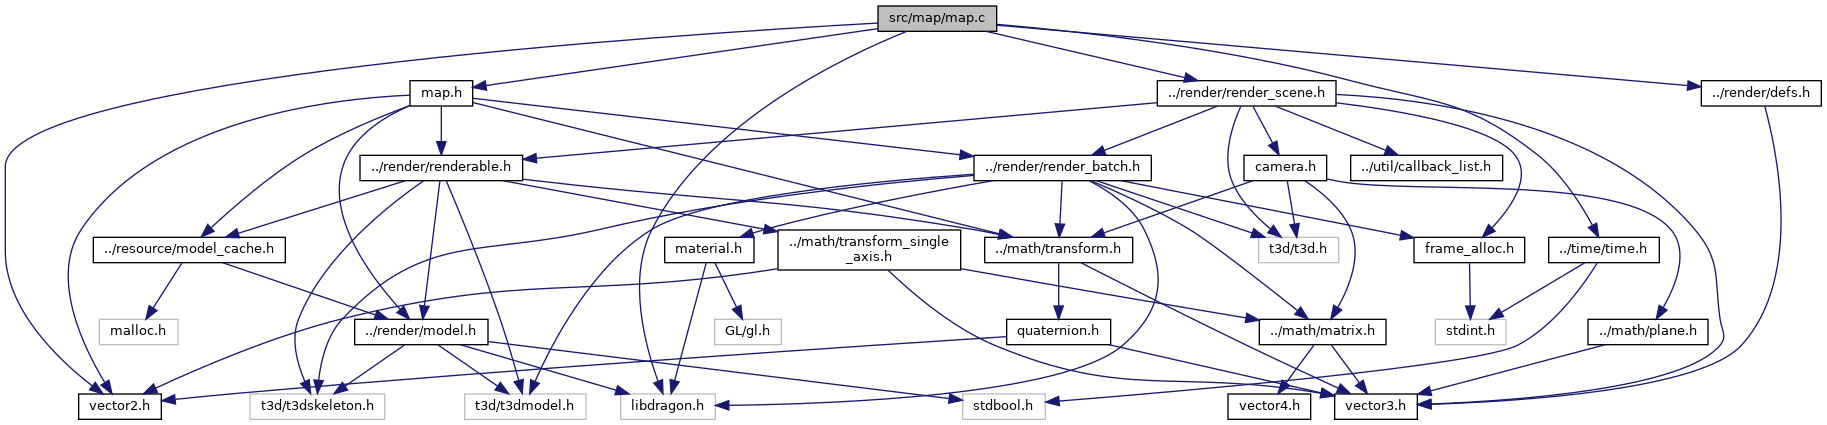 src/map/map.c
map.h
../render/render_scene.h
../render/defs.h
../render/renderable.h
../render/render_batch.h
camera.h
../util/callback_list.h
../resource/model_cache.h
material.h
../math/transform_single
_axis.h
../math/transform.h
t3d/t3d.h
frame_alloc.h
../time/time.h
malloc.h
../render/model.h
GL/gl.h
quaternion.h
../math/matrix.h
stdint.h
../math/plane.h
vector2.h
t3d/t3dskeleton.h
t3d/t3dmodel.h
libdragon.h
stdbool.h
vector4.h
vector3.h